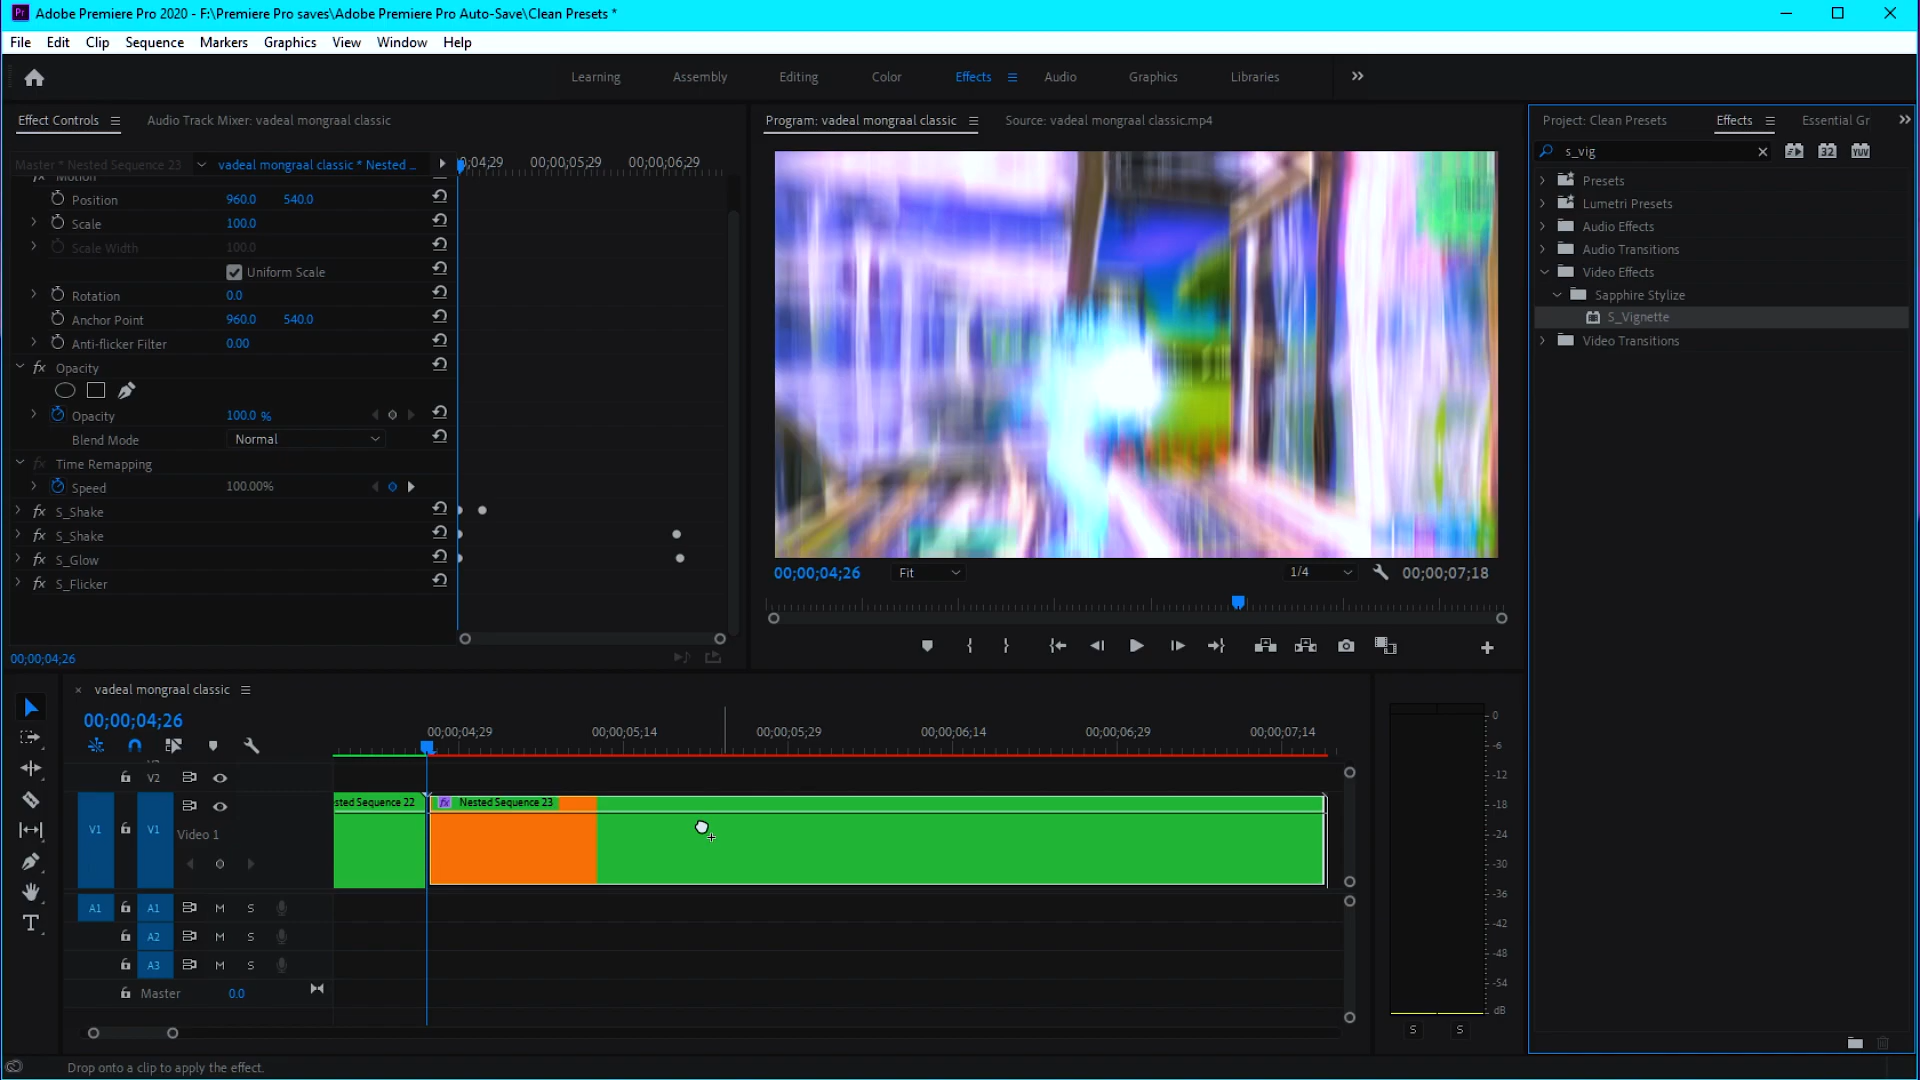 Adobe Premiere Pro 2020 - F:\Premiere Pro saves\Adobe Premiere Pro Auto-Save\Clean Presets *
File Edit Clip Sequence Markers Graphics View Window Help
Learning Assembly Editing Color Effects Audio Graphics Libraries
Effect Controls Audio Track Mixer: vadeal mongraal classic
Master * Nested Sequence 23 vadeal mongraal classic * Nested ...
0;04;29 00;00;05;29 00;00;06;29
Motion
Position 960.0 540.0
Scale 100.0
Scale Width 100.0
Uniform Scale
Rotation 0.0
Anchor Point 960.0 540.0
Anti-flicker Filter 0.00
fx Opacity
Opacity 100.0 %
Blend Mode Normal
fx Time Remapping
Speed 100.00%
fx S_Shake
fx S_Shake
fx S_Glow
fx S_Flicker
00;00;04;26
Program: vadeal mongraal classic Source: vadeal mongraal classic.mp4
00;00;04;26 Fit 1/4 00;00;07;18
Project: Clean Presets Effects Essential Gr
s_vig 32 YUV
Presets
Lumetri Presets
Audio Effects
Audio Transitions
Video Effects
Sapphire Stylize
S_Vignette
Video Transitions
× vadeal mongraal classic
00;00;04;26
00;00;04;29 00;00;05;14 00;00;05;29 00;00;06;14 00;00;06;29 00;00;07;14
V2
V1 V1 Video 1
sted Sequence 22 fx Nested Sequence 23
A1 A1 M S
A2 M S
A3 M S
Master 0.0
0
-6
-12
-18
-24
-30
-36
-42
-48
-54
dB
S S
Drop onto a clip to apply the effect.